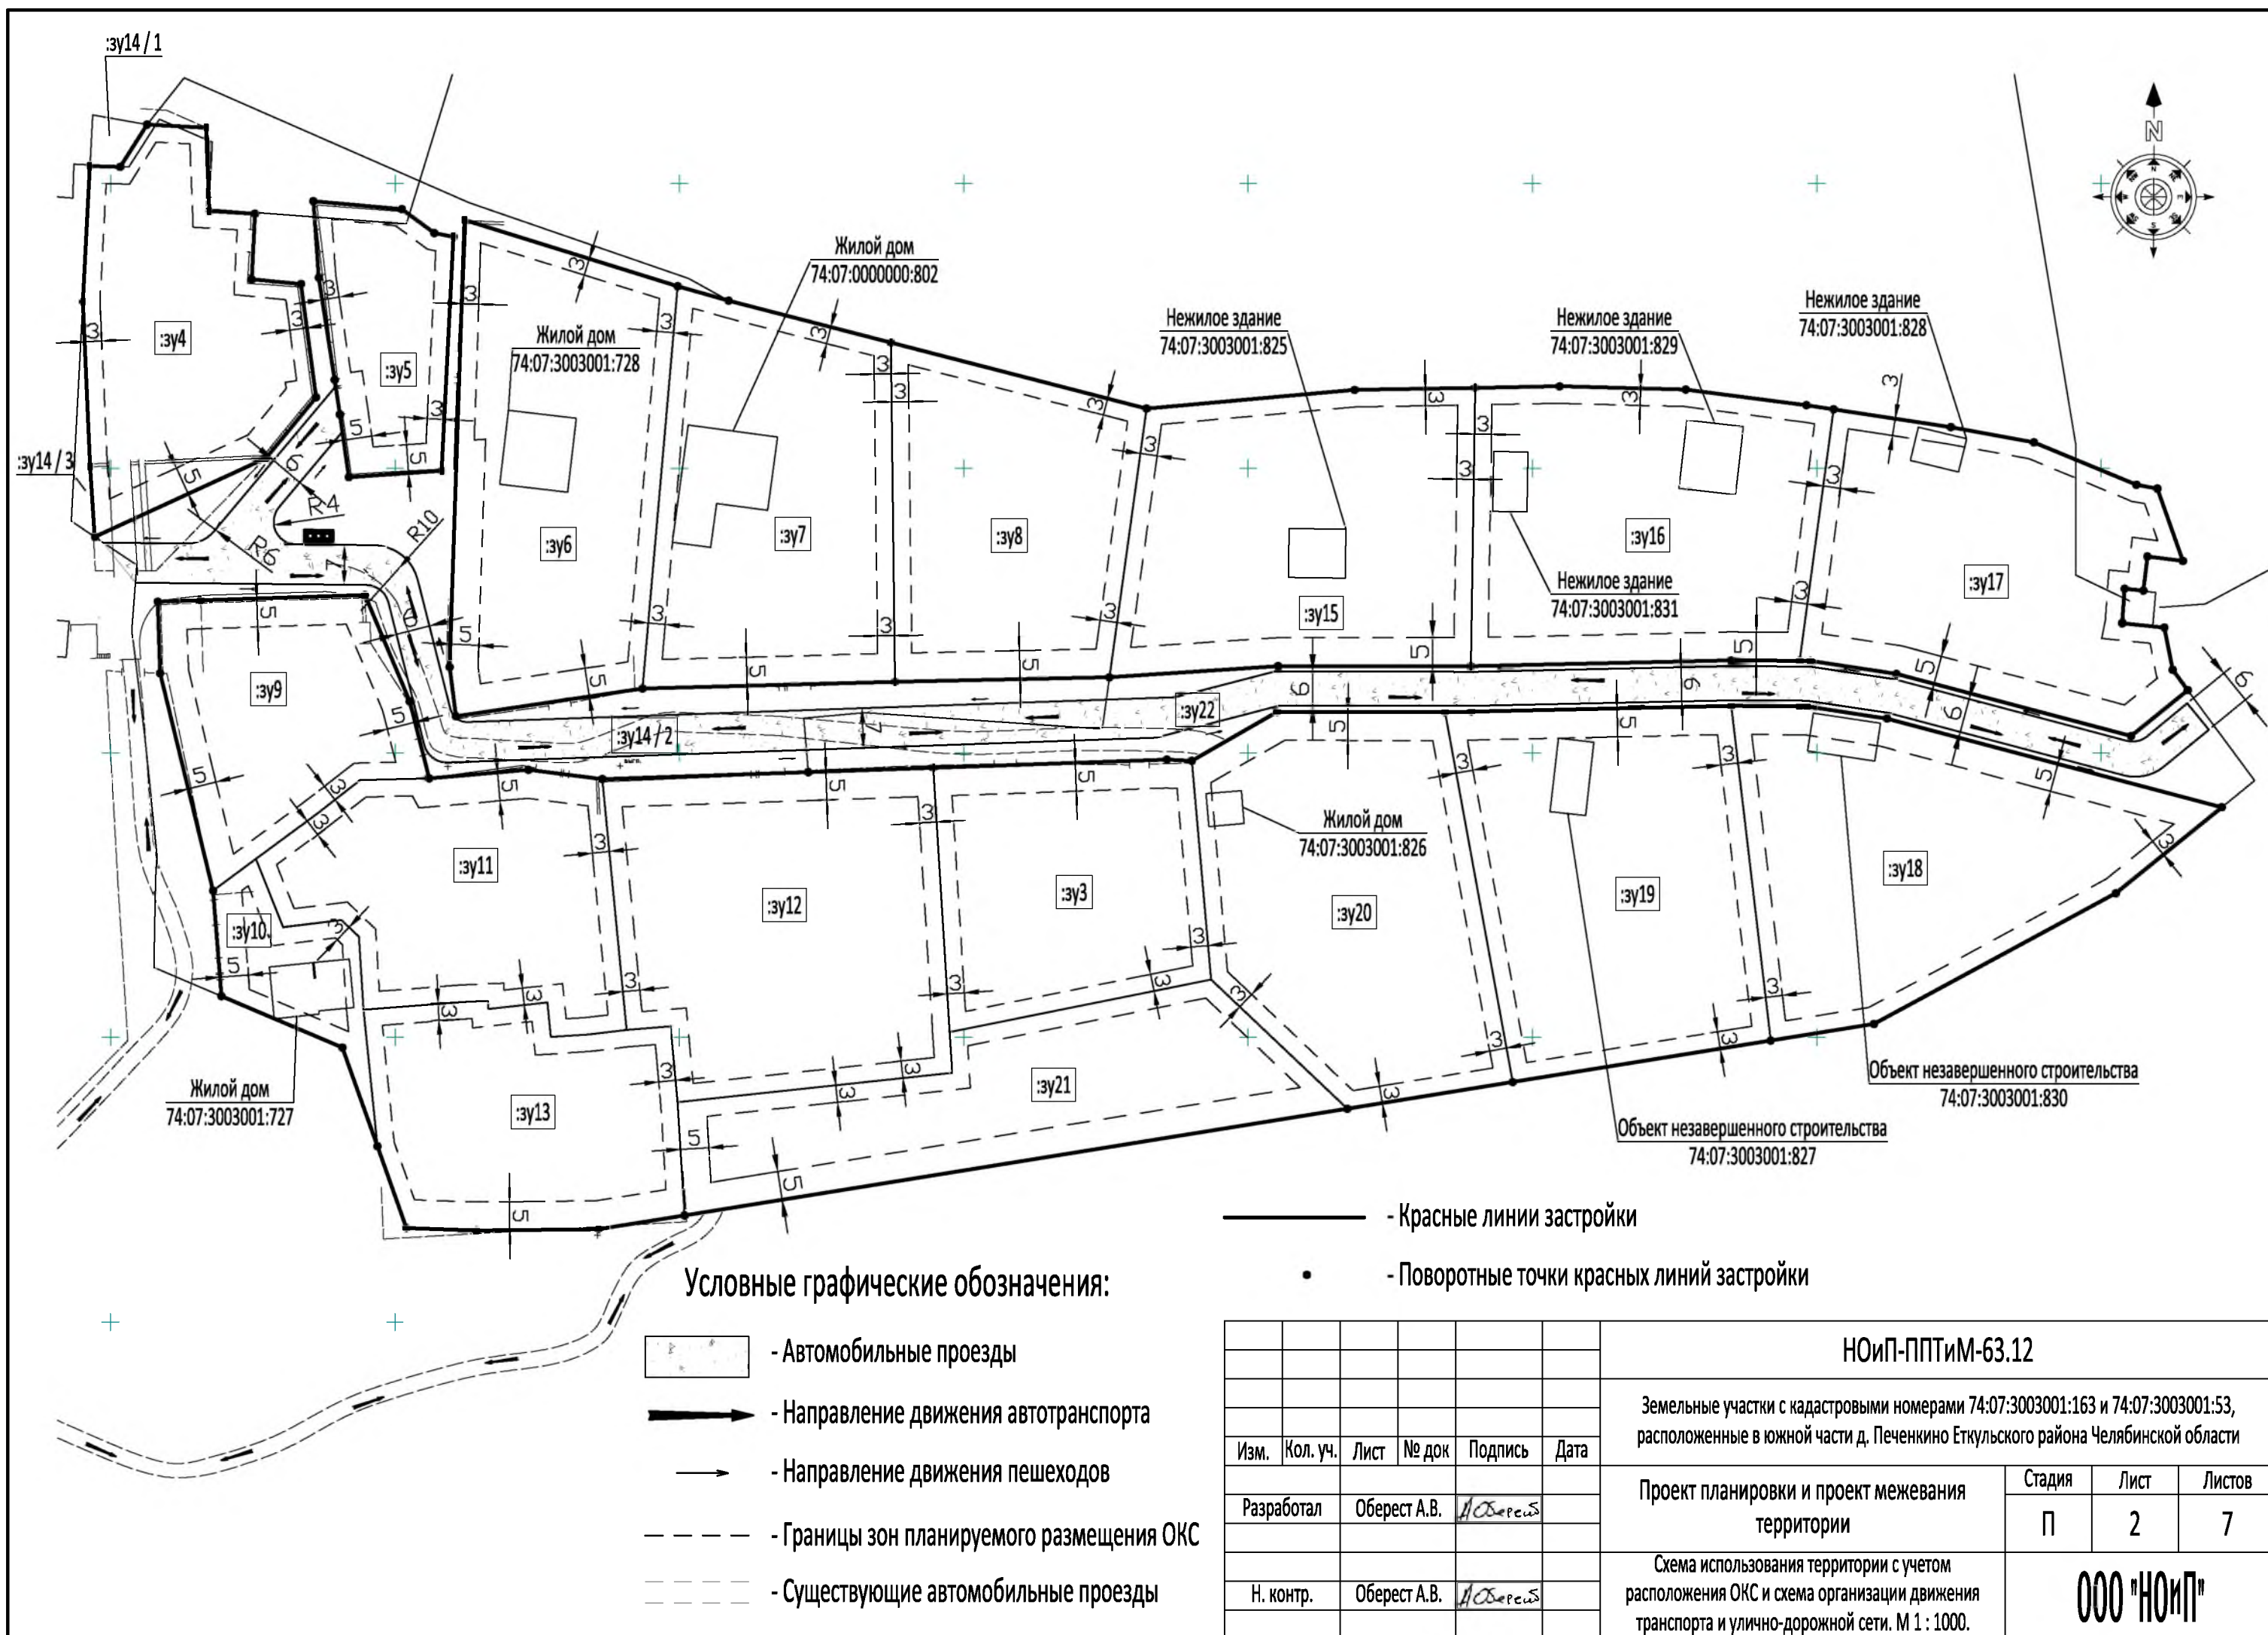 :зу14 / 1
N
Жилой дом
74:07:0000000:802
Жилой дом
74:07:3003001:728
Нежилое здание
74:07:3003001:825
Нежилое здание
74:07:3003001:829
Нежилое здание
74:07:3003001:828
:зу4
:зу5
:зу14 / 3
R4
R6
R10
:зу6
:зу7
:зу8
:зу15
:зу16
Нежилое здание
74:07:3003001:831
:зу17
:зу9
:зу14 / 2
:зу22
:зу11
:зу12
:зу3
Жилой дом
74:07:3003001:826
:зу20
:зу19
:зу18
:зу10
Жилой дом
74:07:3003001:727
:зу13
:зу21
Объект незавершенного строительства
74:07:3003001:830
Объект незавершенного строительства
74:07:3003001:827
- Красные линии застройки
- Поворотные точки красных линий застройки
Условные графические обозначения:
- Автомобильные проезды
- Направление движения автотранспорта
- Направление движения пешеходов
- Границы зон планируемого размещения ОКС
- Существующие автомобильные проезды
НОиП-ППТиМ-63.12
Земельные участки с кадастровыми номерами 74:07:3003001:163 и 74:07:3003001:53,
расположенные в южной части д. Печенкино Еткульского района Челябинской области
Изм. Кол. уч. Лист № док Подпись Дата
Проект планировки и проект межевания
территории
Стадия Лист Листов
П 2 7
Разработал Оберест А.В.
Н. контр. Оберест А.В.
Схема использования территории с учетом
расположения ОКС и схема организации движения
транспорта и улично-дорожной сети. М 1 : 1000.
ООО "НОиП"